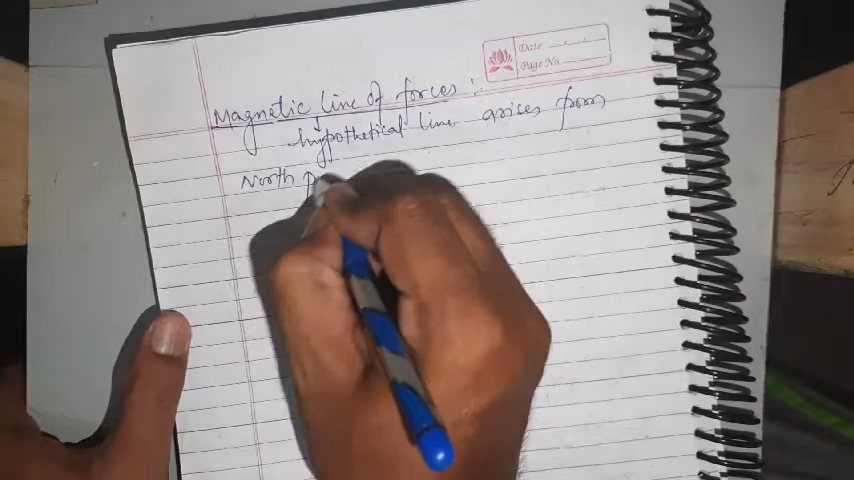 Date
Page No.
Magnetic line of forces :
hypothetical line arises from
North p